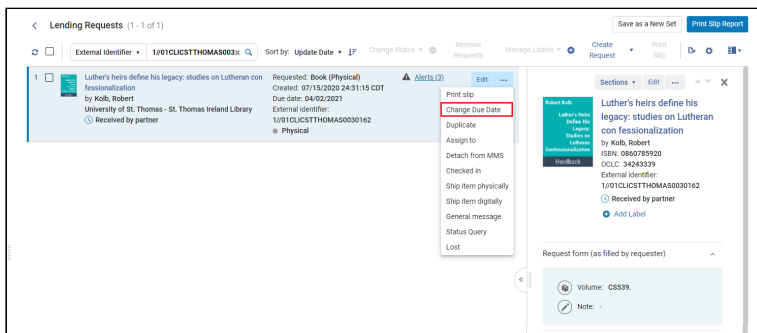 Lending Requests (1 - 1 of 1)
Save as a New Set
Print Slip Report
External Identifier
1//01CLICSTTHOMAS003
Sort by: Update Date
Change Status
Remove Requests
Manage Labels
Create Request
Print Slip
1
Luther's heirs define his legacy: studies on Lutheran con
fessionalization
by Kolb, Robert
University of St. Thomas - St. Thomas Ireland Library
Received by partner
Requested: Book (Physical)
Created: 07/15/2020 24:31:15 CDT
Due date: 04/02/2021
External identifier:
1//01CLICSTTHOMAS0030162
Physical
Alerts (3)
Edit
Print slip
Change Due Date
Duplicate
Assign to
Detach from MMS
Checked in
Ship item physically
Ship item digitally
General message
Status Query
Lost
Sections
Edit
Robert Kolb
Luther's Heirs
Define His
Legacy:
Studies on
Lutheran
Confessionalization
Hardback
Luther's heirs define his
legacy: studies on Lutheran
con fessionalization
by Kolb, Robert
ISBN: 0860785920
OCLC: 34243339
External identifier:
1//01CLICSTTHOMAS0030162
Received by partner
Add Label
Request form (as filled by requester)
Volume: CS539.
Note: -